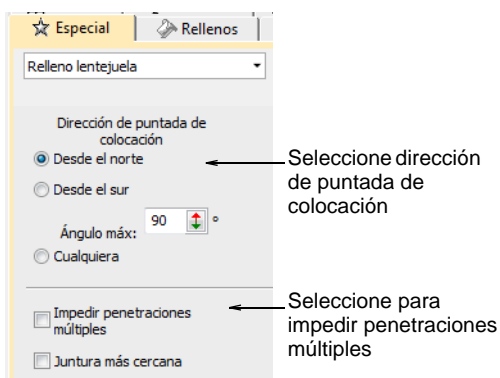 Especial
Rellenos
Relleno lentejuela
Dirección de puntada de
colocación
Desde el norte
Desde el sur
Ángulo máx: 90 °
Cualquiera
Seleccione dirección
de puntada de
colocación
Impedir penetraciones
múltiples
Juntura más cercana
Seleccione para
impedir penetraciones
múltiples